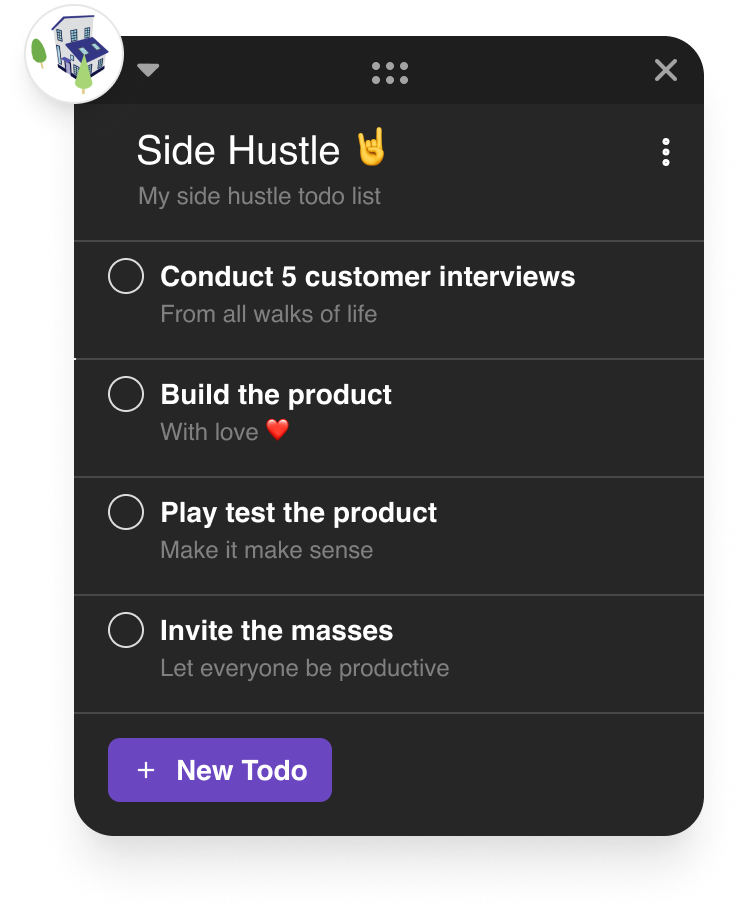 Side Hustle 🤘
My side hustle todo list
Conduct 5 customer interviews
From all walks of life
Build the product
With love ❤️
Play test the product
Make it make sense
Invite the masses
Let everyone be productive
+ New Todo